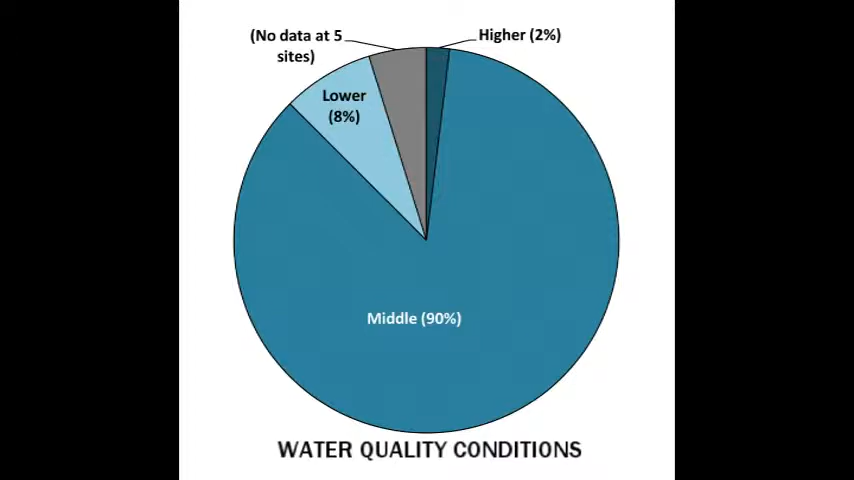 (No data at 5
sites)
Higher (2%)
Lower
(8%)
Middle (90%)
WATER QUALITY CONDITIONS